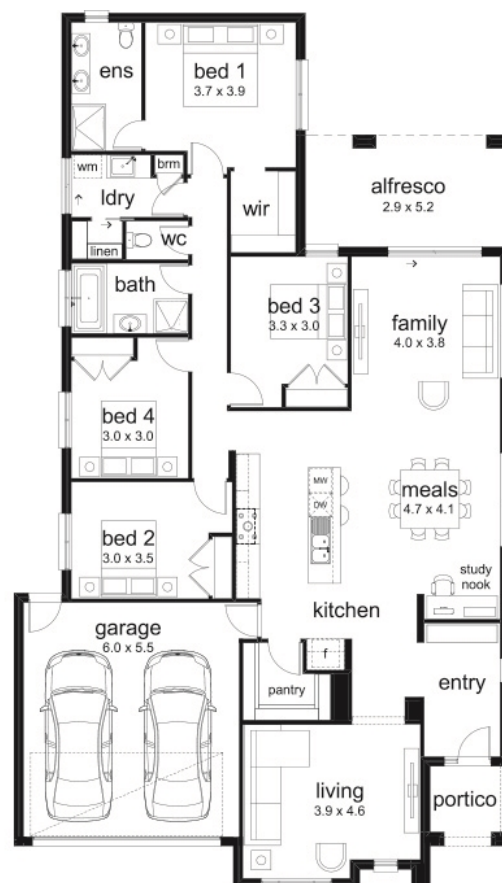 ens
bed 1
3.7 x 3.9
wm
brm
ldry
wir
alfresco
2.9 x 5.2
wc
linen
bath
bed 3
3.3 x 3.0
family
4.0 x 3.8
bed 4
3.0 x 3.0
MW
DW
meals
4.7 x 4.1
bed 2
3.0 x 3.5
study
nook
kitchen
garage
6.0 x 5.5
f
pantry
entry
living
3.9 x 4.6
portico